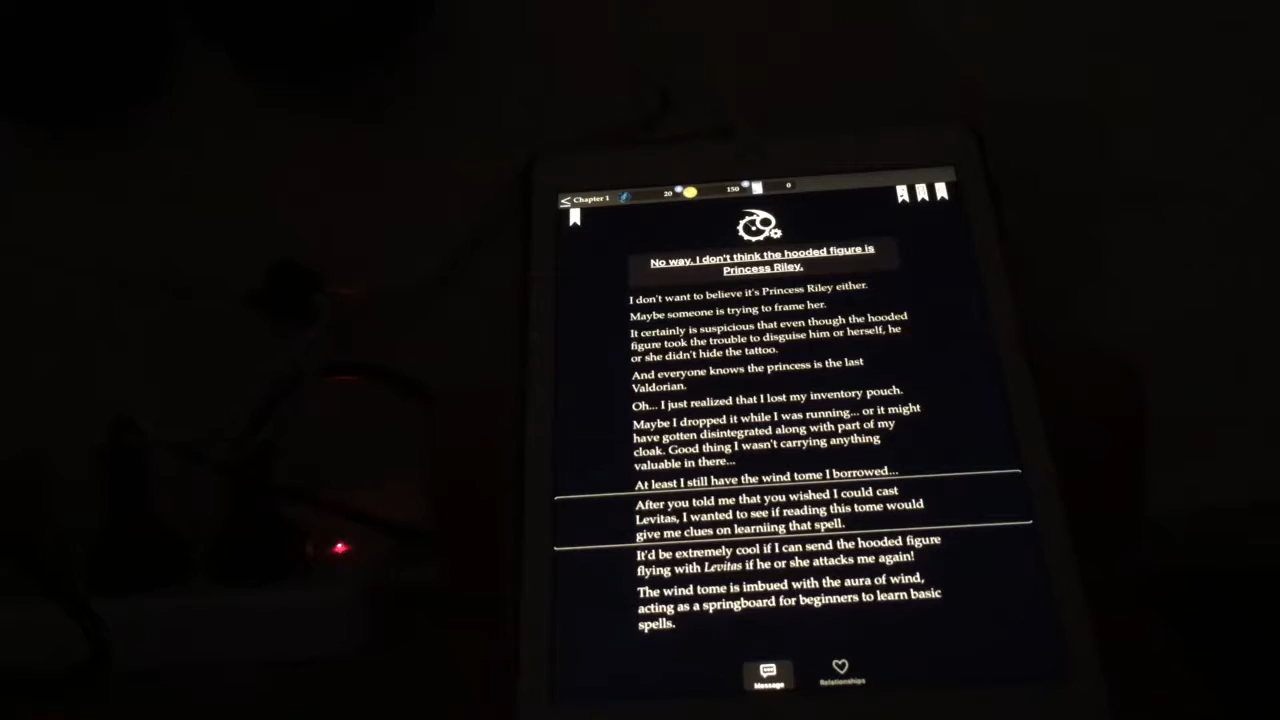 Chapter 1 20 150 0
No way, I don't think the hooded figure is
Princess Riley.
I don't want to believe it's Princess Riley either.
Maybe someone is trying to frame her.
It certainly is suspicious that even though the hooded
figure took the trouble to disguise him or herself, he
or she didn't hide the tattoo.
And everyone knows the princess is the last
Valdorian.
Oh... I just realized that I lost my inventory pouch.
Maybe I dropped it while I was running... or it might
have gotten disintegrated along with part of my
cloak. Good thing I wasn't carrying anything
valuable in there...
At least I still have the wind tome I borrowed...
After you told me that you wished I could cast
Levitas, I wanted to see if reading this tome would
give me clues on learniing that spell.
It'd be extremely cool if I can send the hooded figure
flying with Levitas if he or she attacks me again!
The wind tome is imbued with the aura of wind,
acting as a springboard for beginners to learn basic
spells.
Message Relationships